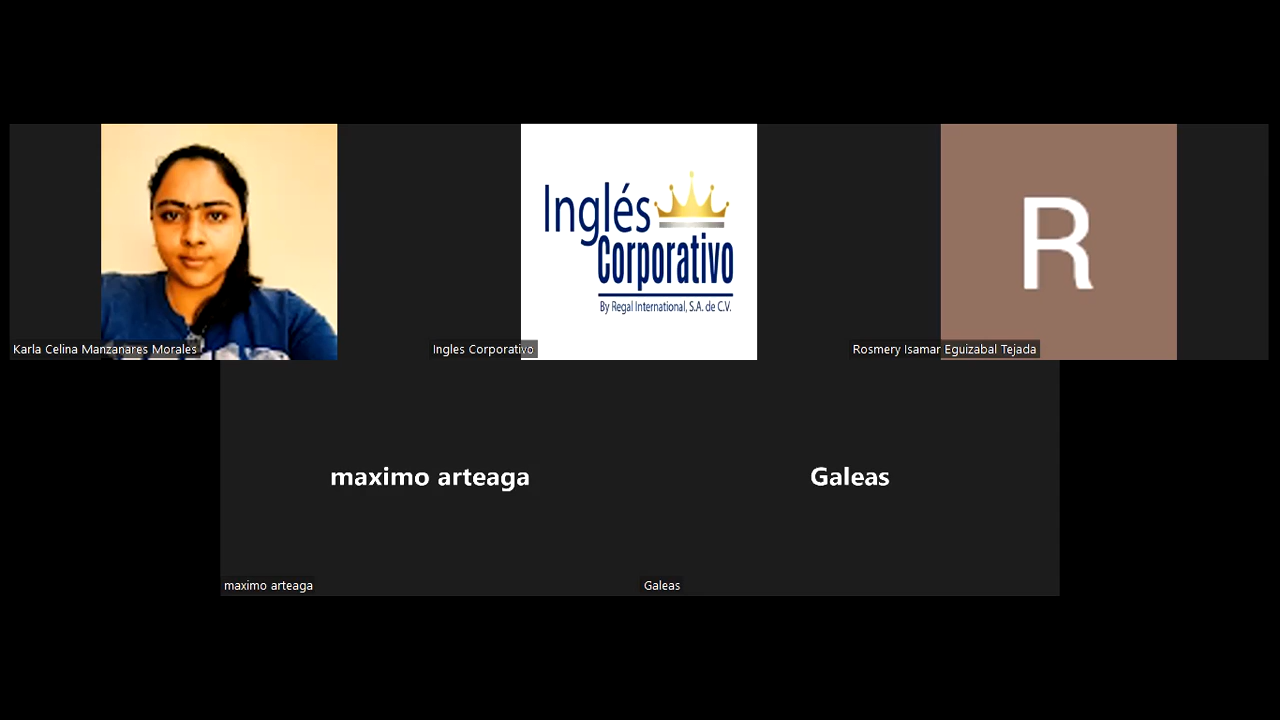 Inglés
Corporativo
By Regal International, S.A. de C.V.
R
Karla Celina Manzanares Morales
Ingles Corporativo
Rosmery Isamar Eguizabal Tejada
maximo arteaga
Galeas
maximo arteaga
Galeas